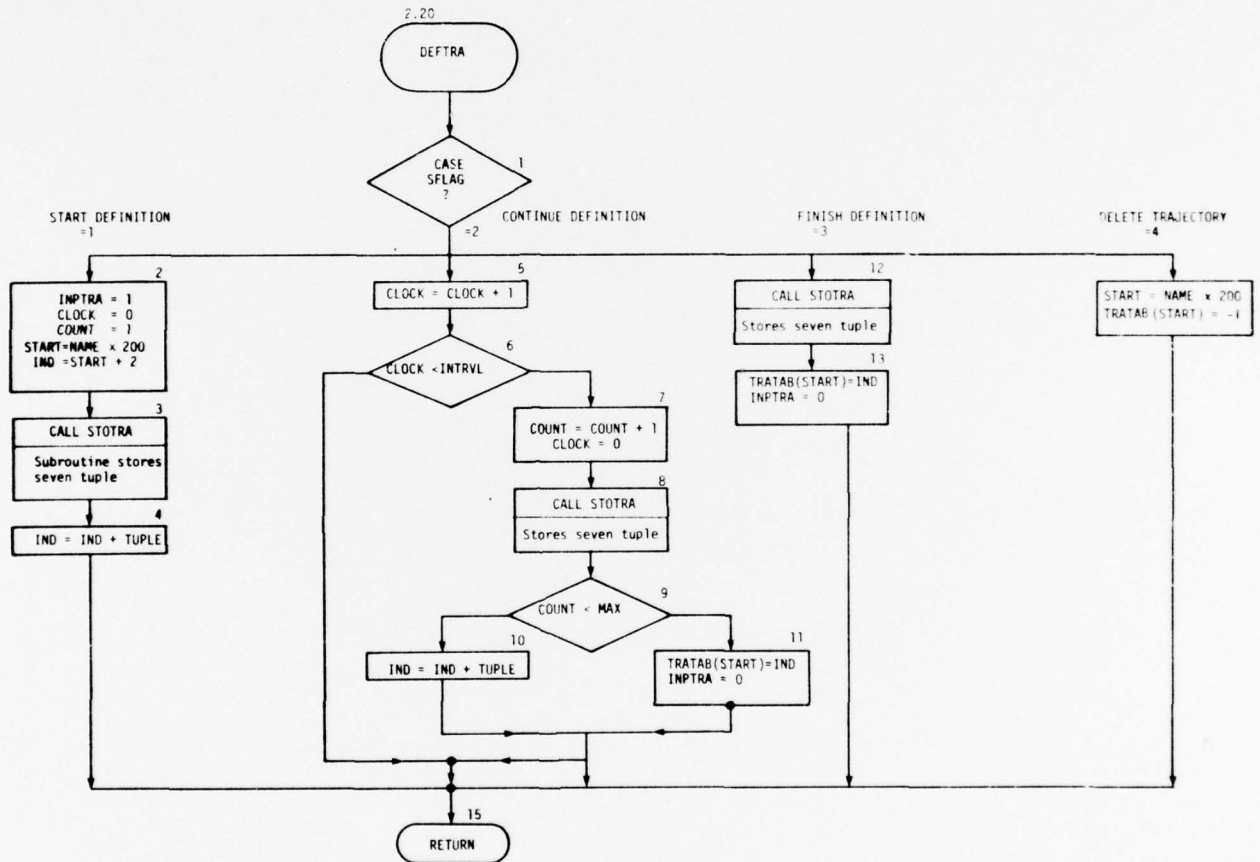 2.20
DEFTRA
1
CASE
SFLAG
?
START DEFINITION
=1
CONTINUE DEFINITION
=2
FINISH DEFINITION
=3
DELETE TRAJECTORY
=4
2
INPTRA = 1
CLOCK = 0
COUNT = 1
START=NAME x 200
IND =START + 2
3
CALL STOTRA
Subroutine stores
seven tuple
4
IND = IND + TUPLE
5
CLOCK = CLOCK + 1
6
CLOCK <INTRVL
7
COUNT = COUNT + 1
CLOCK = 0
8
CALL STOTRA
Stores seven tuple
9
COUNT < MAX
10
IND = IND + TUPLE
11
TRATAB(START)=IND
INPTRA = 0
12
CALL STOTRA
Stores seven tuple
13
TRATAB(START)=IND
INPTRA = 0
START = NAME x 200
TRATAB(START) = -1
15
RETURN